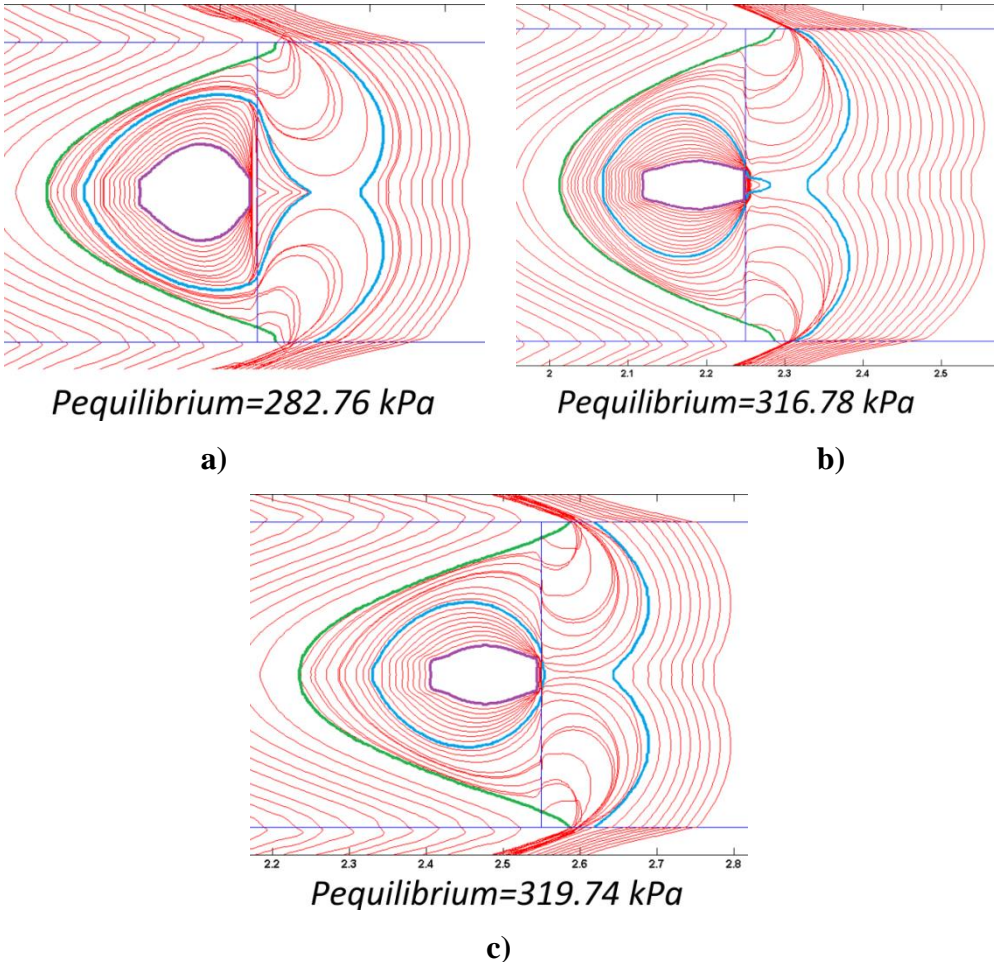 Pequilibrium=282.76 kPa
a)
2 2.1 2.2 2.3 2.4 2.5
Pequilibrium=316.78 kPa
b)
2.2 2.3 2.4 2.5 2.6 2.7 2.8
Pequilibrium=319.74 kPa
c)